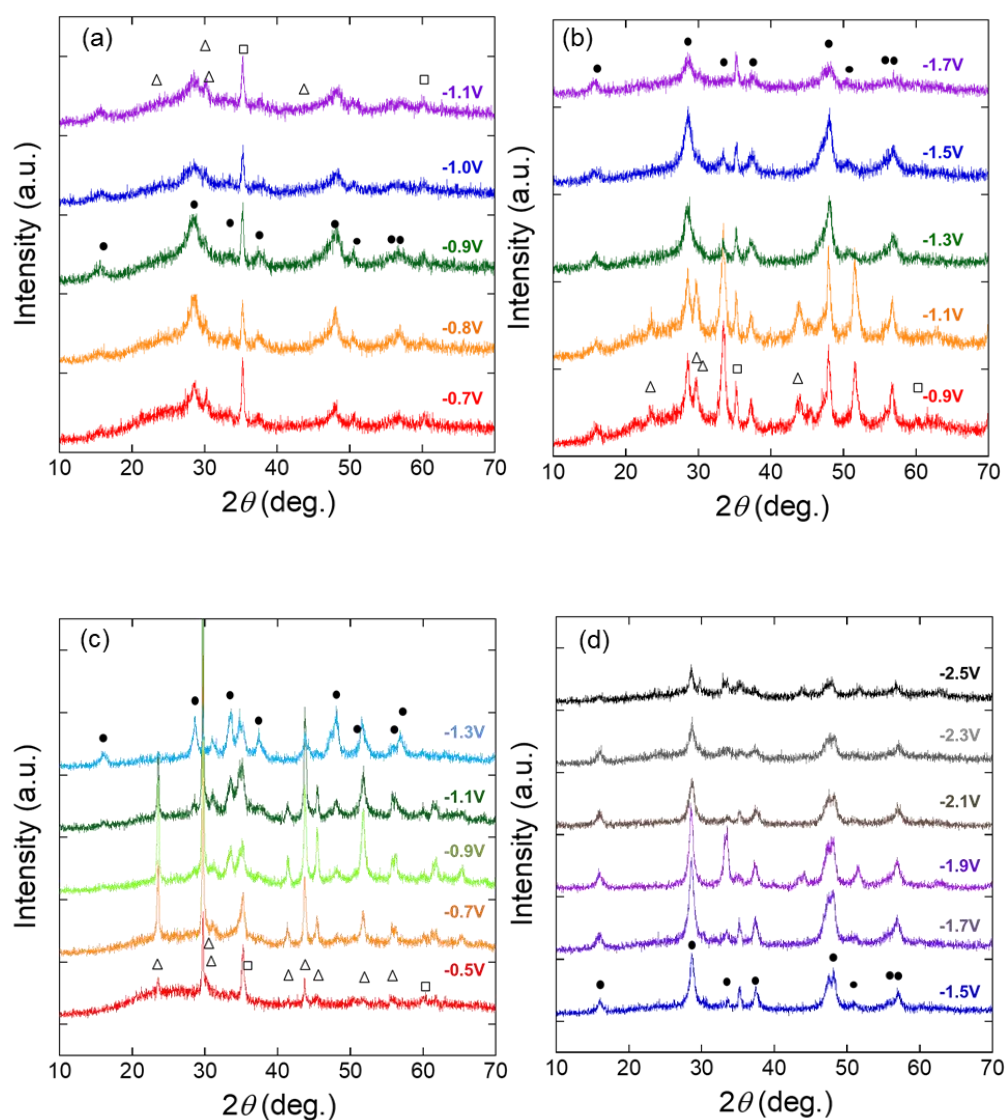 (a)
-1.1V
-1.0V
-0.9V
-0.8V
-0.7V
Intensity (a.u.)
10 20 30 40 50 60 70
2θ (deg.)
(b)
-1.7V
-1.5V
-1.3V
-1.1V
-0.9V
Intensity (a.u.)
10 20 30 40 50 60 70
2θ (deg.)
(c)
-1.3V
-1.1V
-0.9V
-0.7V
-0.5V
Intensity (a.u.)
10 20 30 40 50 60 70
2θ (deg.)
(d)
-2.5V
-2.3V
-2.1V
-1.9V
-1.7V
-1.5V
Intensity (a.u.)
10 20 30 40 50 60 70
2θ (deg.)